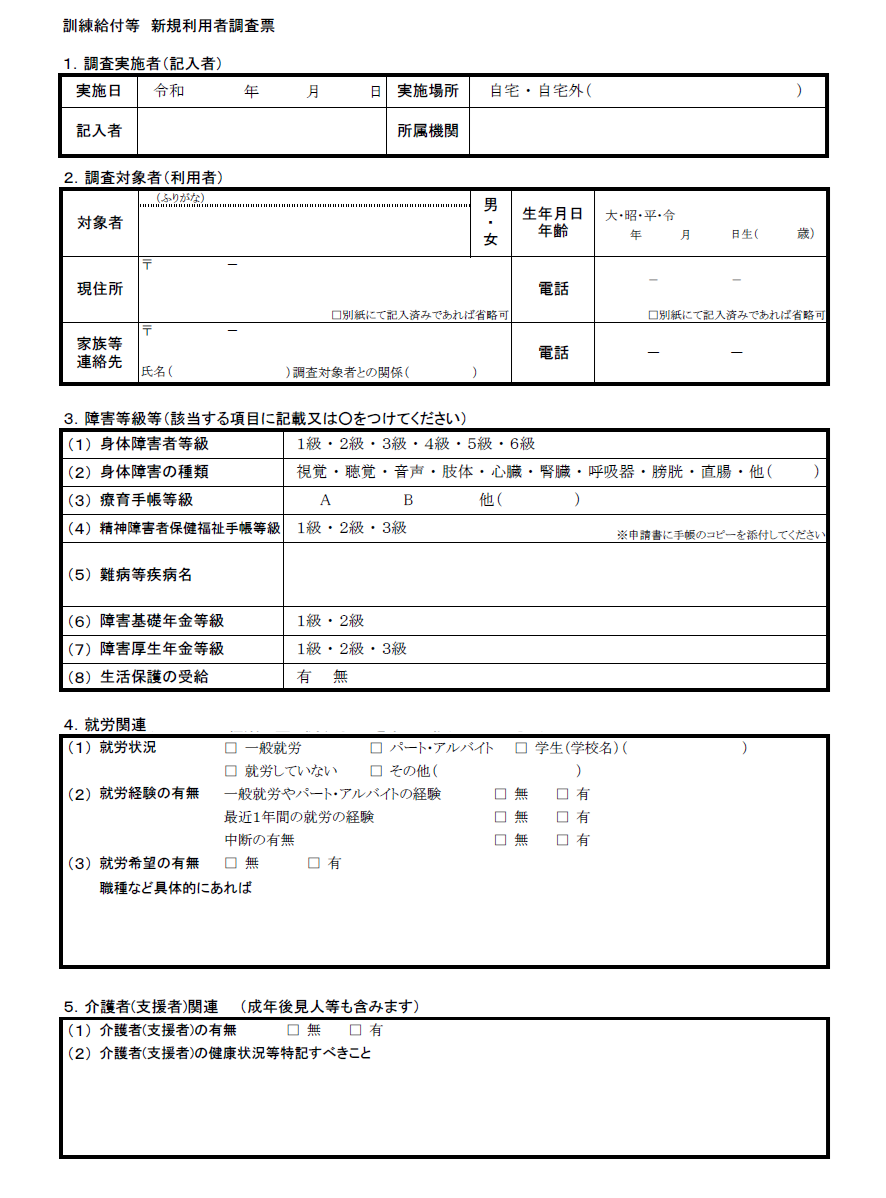 訓練給付等　新規利用者調査票
１．調査実施者（記入者）
実施日　令和　年　月　日　実施場所　自宅・自宅外（　）
記入者　所属機関
２．調査対象者（利用者）
（ふりがな）
対象者　男・女　生年月日年齢　大・昭・平・令
年　月　日生（　歳）
〒　－
現住所　電話　－　－
□別紙にて記入済みであれば省略可　□別紙にて記入済みであれば省略可
〒　－
家族等連絡先　電話　－　－
氏名（　）調査対象者との関係（　）
３．障害等級等（該当する項目に記載又は〇をつけてください）
（１）身体障害者等級　１級・２級・３級・４級・５級・６級
（２）身体障害の種類　視覚・聴覚・音声・肢体・心臓・腎臓・呼吸器・膀胱・直腸・他（　）
（３）療育手帳等級　Ａ　Ｂ　他（　）
（４）精神障害者保健福祉手帳等級　１級・２級・３級　※申請書に手帳のコピーを添付してください
（５）難病等疾病名
（６）障害基礎年金等級　１級・２級
（７）障害厚生年金等級　１級・２級・３級
（８）生活保護の受給　有　無
４．就労関連
（１）就労状況　□　一般就労　□　パート・アルバイト　□　学生（学校名）（　）
□　就労していない　□　その他（　）
（２）就労経験の有無　一般就労やパート・アルバイトの経験　□　無　□　有
最近１年間の就労の経験　□　無　□　有
中断の有無　□　無　□　有
（３）就労希望の有無　□　無　□　有
職種など具体的にあれば
５．介護者（支援者）関連　（成年後見人等も含みます）
（１）介護者（支援者）の有無　□　無　□　有
（２）介護者（支援者）の健康状況等特記すべきこと